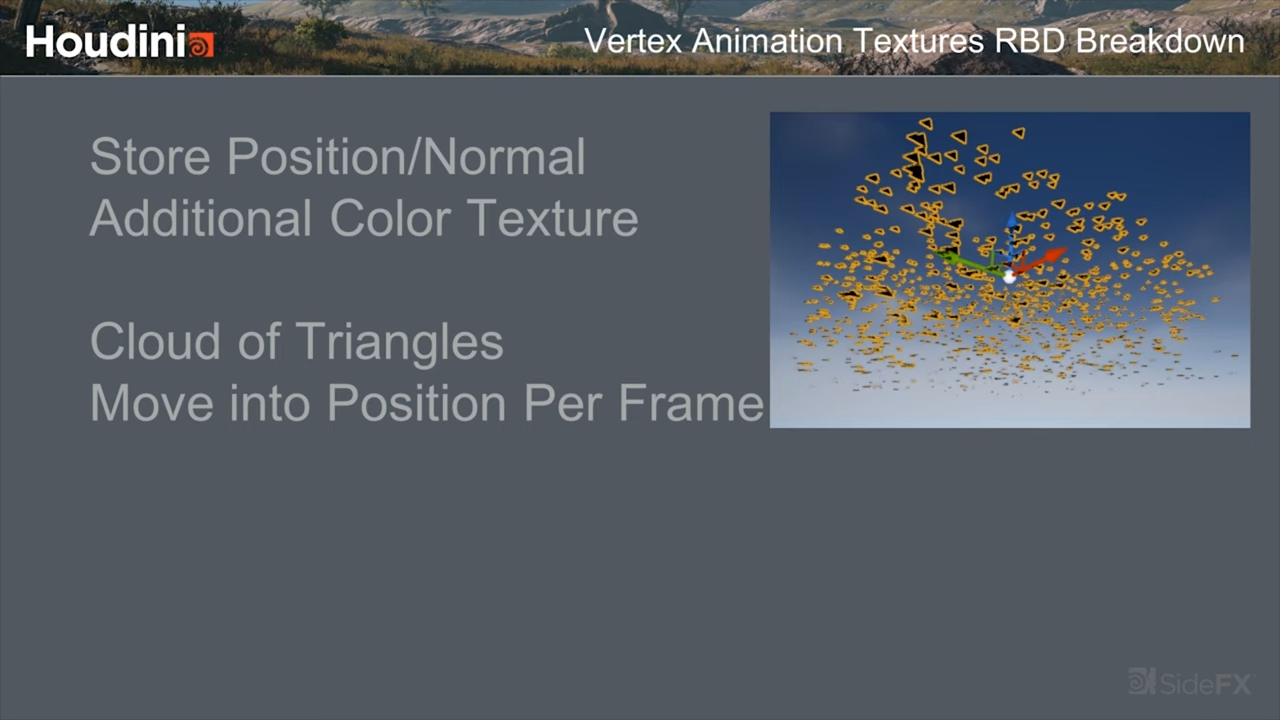 Houdini
Vertex Animation Textures RBD Breakdown
Store Position/Normal
Additional Color Texture
Cloud of Triangles
Move into Position Per Frame
SideFX